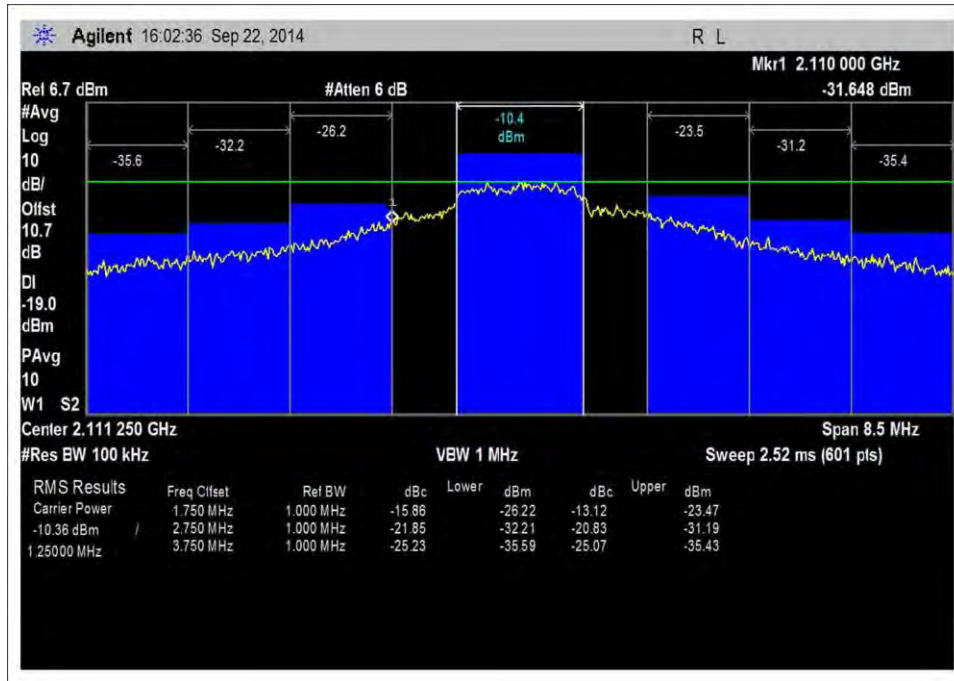 Agilent 16:02:36 Sep 22, 2014 R L
Mkr1 2.110 000 GHz
Rel 6.7 dBm #Atten 6 dB -31.648 dBm
#Avg
Log
10
dB/
Offst
10.7
dB
DI
-19.0
dBm
PAvg
10
W1 S2
-35.6 -32.2 -26.2 -10.4 dBm -23.5 -31.2 -35.4
1
Center 2.111 250 GHz Span 8.5 MHz
#Res BW 100 kHz VBW 1 MHz Sweep 2.52 ms (601 pts)
RMS Results Freq Offset Ref BW dBc Lower dBm dBc Upper dBm
Carrier Power 1.750 MHz 1.000 MHz -15.86 -26.22 -13.12 -23.47
-10.36 dBm / 2.750 MHz 1.000 MHz -21.85 -32.21 -20.83 -31.19
1.25000 MHz 3.750 MHz 1.000 MHz -25.23 -35.59 -25.07 -35.43